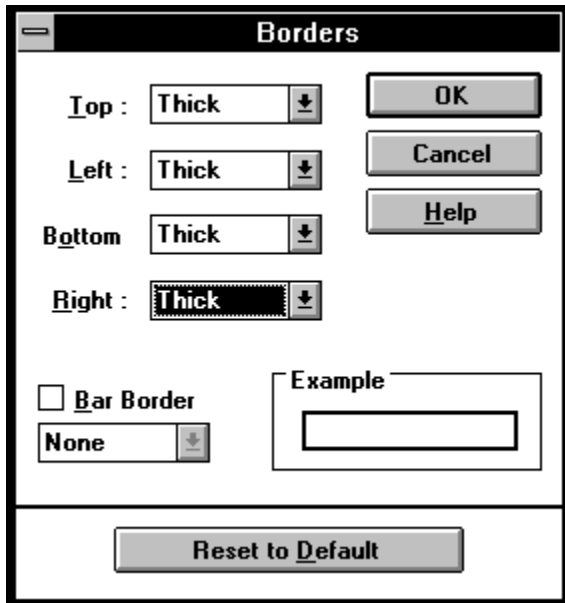 Borders
Top : Thick
OK
Left : Thick
Cancel
Bottom Thick
Help
Right : Thick
Bar Border
None
Example
Reset to Default